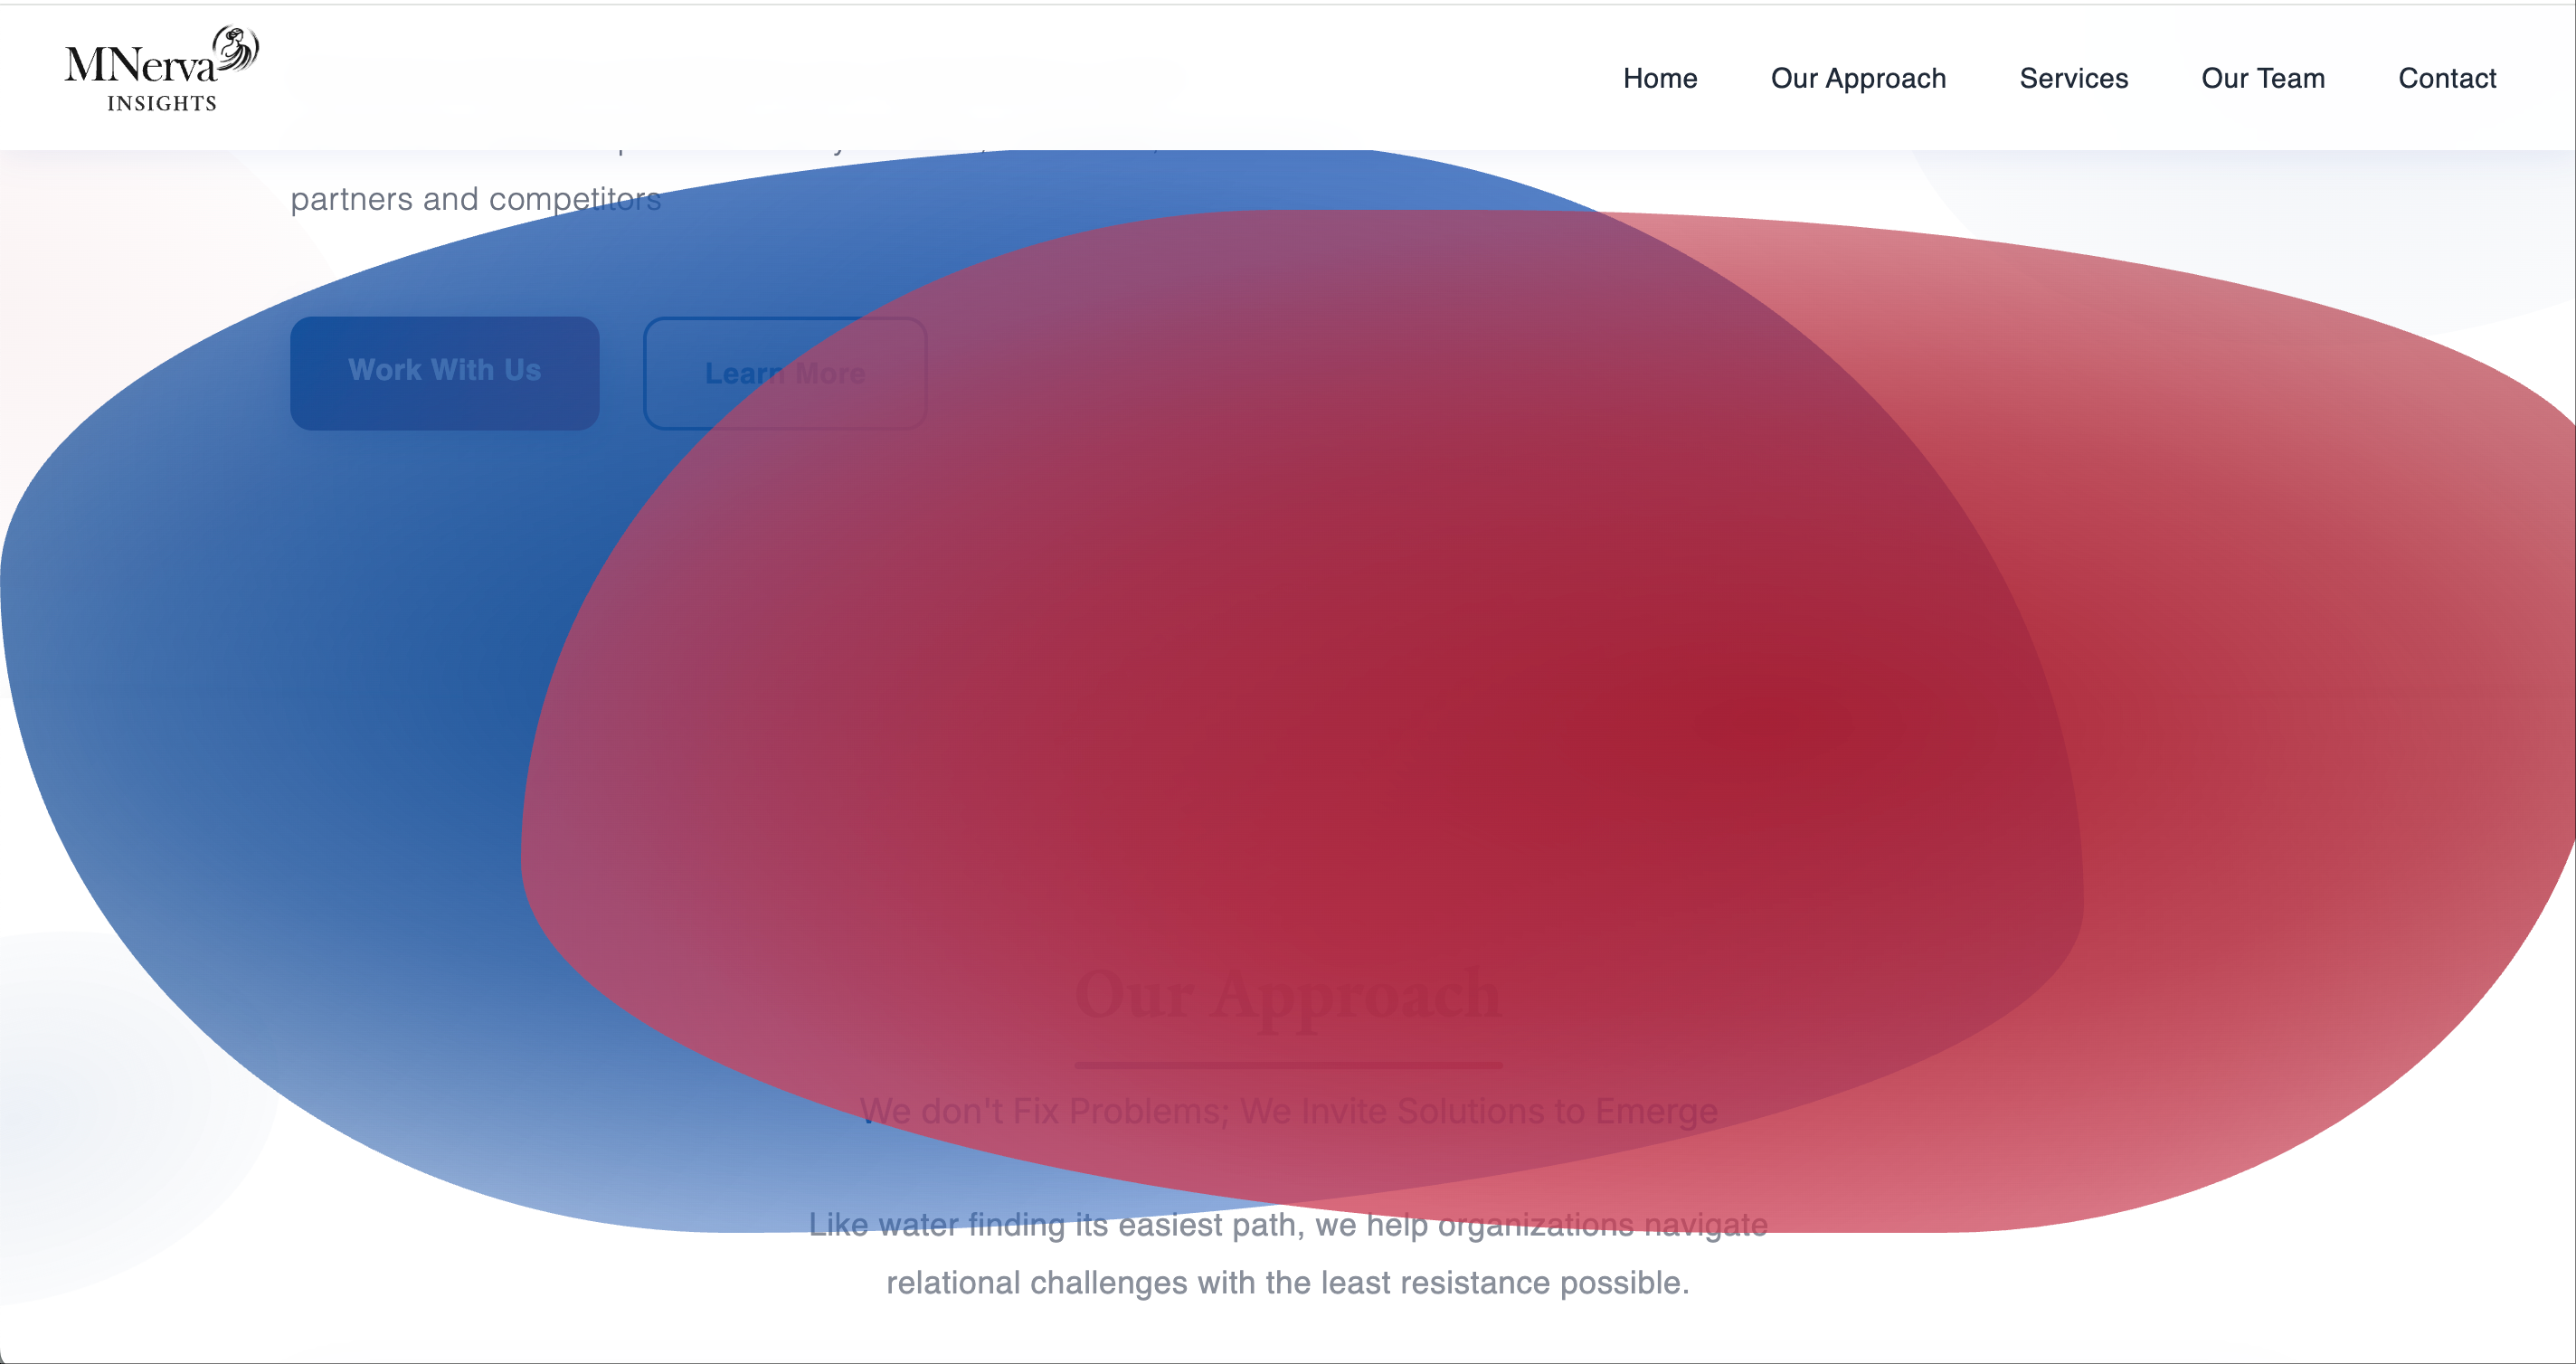 MNerva
INSIGHTS
Home Our Approach Services Our Team Contact
partners and competitors
Work With Us Learn More
Our Approach
We don't Fix Problems; We Invite Solutions to Emerge
Like water finding its easiest path, we help organizations navigate
relational challenges with the least resistance possible.